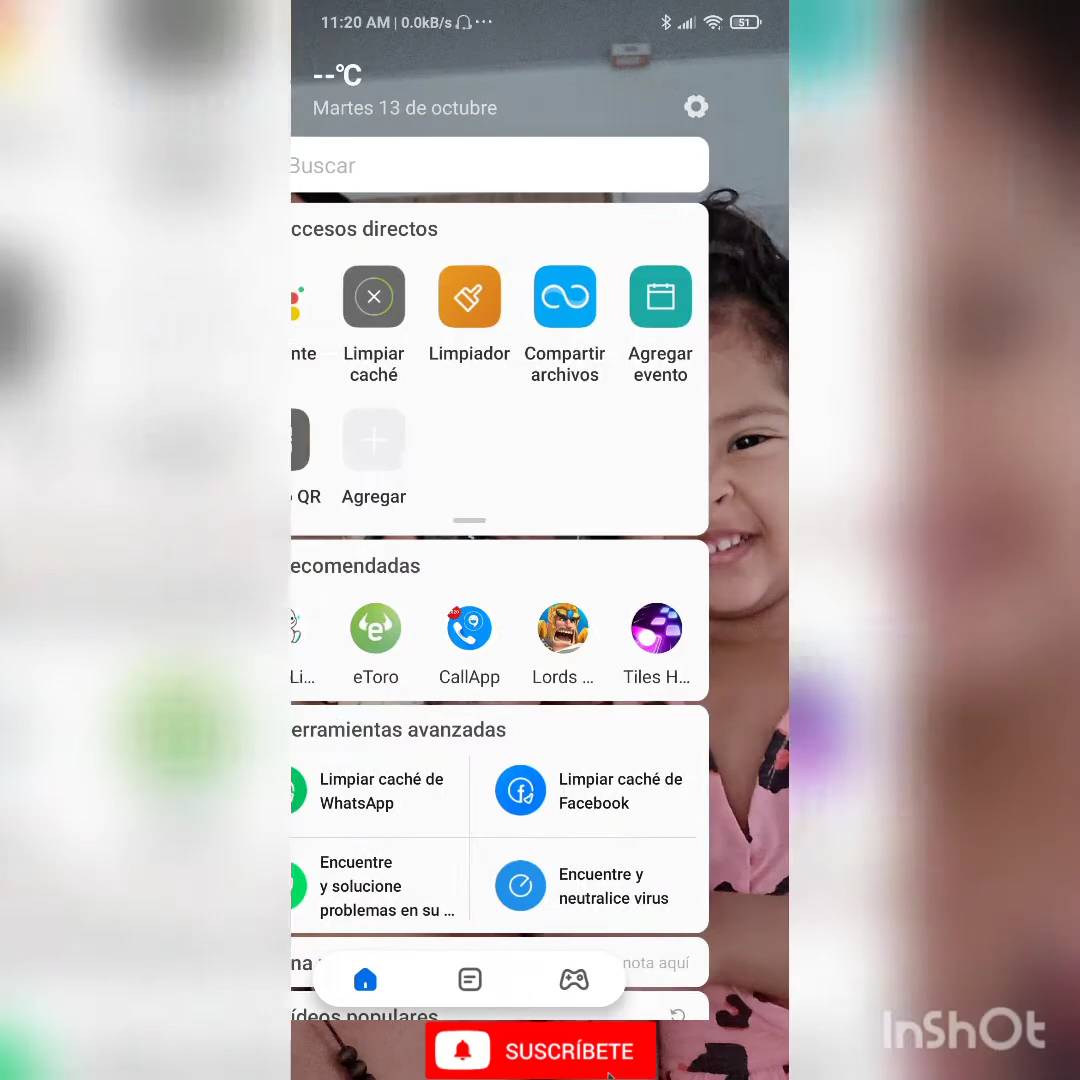 11:20 AM | 0.0kB/s ...
51
--°C
Martes 13 de octubre
Buscar
ccesos directos
nte
Limpiar
caché
Limpiador
Compartir
archivos
Agregar
evento
QR
Agregar
ecomendadas
Li...
eToro
CallApp
Lords ...
Tiles H...
erramientas avanzadas
Limpiar caché de
WhatsApp
Limpiar caché de
Facebook
Encuentre
y solucione
problemas en su ...
Encuentre y
neutralice virus
na
nota aquí
ídeos populares
SUSCRÍBETE
InShOt